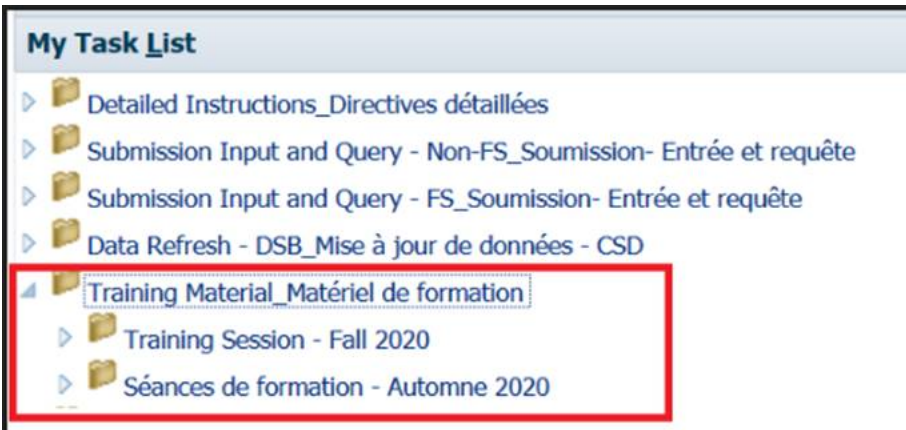 My Task List
Detailed Instructions_Directives détaillées
Submission Input and Query - Non-FS_Soumission- Entrée et requête
Submission Input and Query - FS_Soumission- Entrée et requête
Data Refresh - DSB_Mise à jour de données - CSD
Training Material_Matériel de formation
Training Session - Fall 2020
Séances de formation - Automne 2020